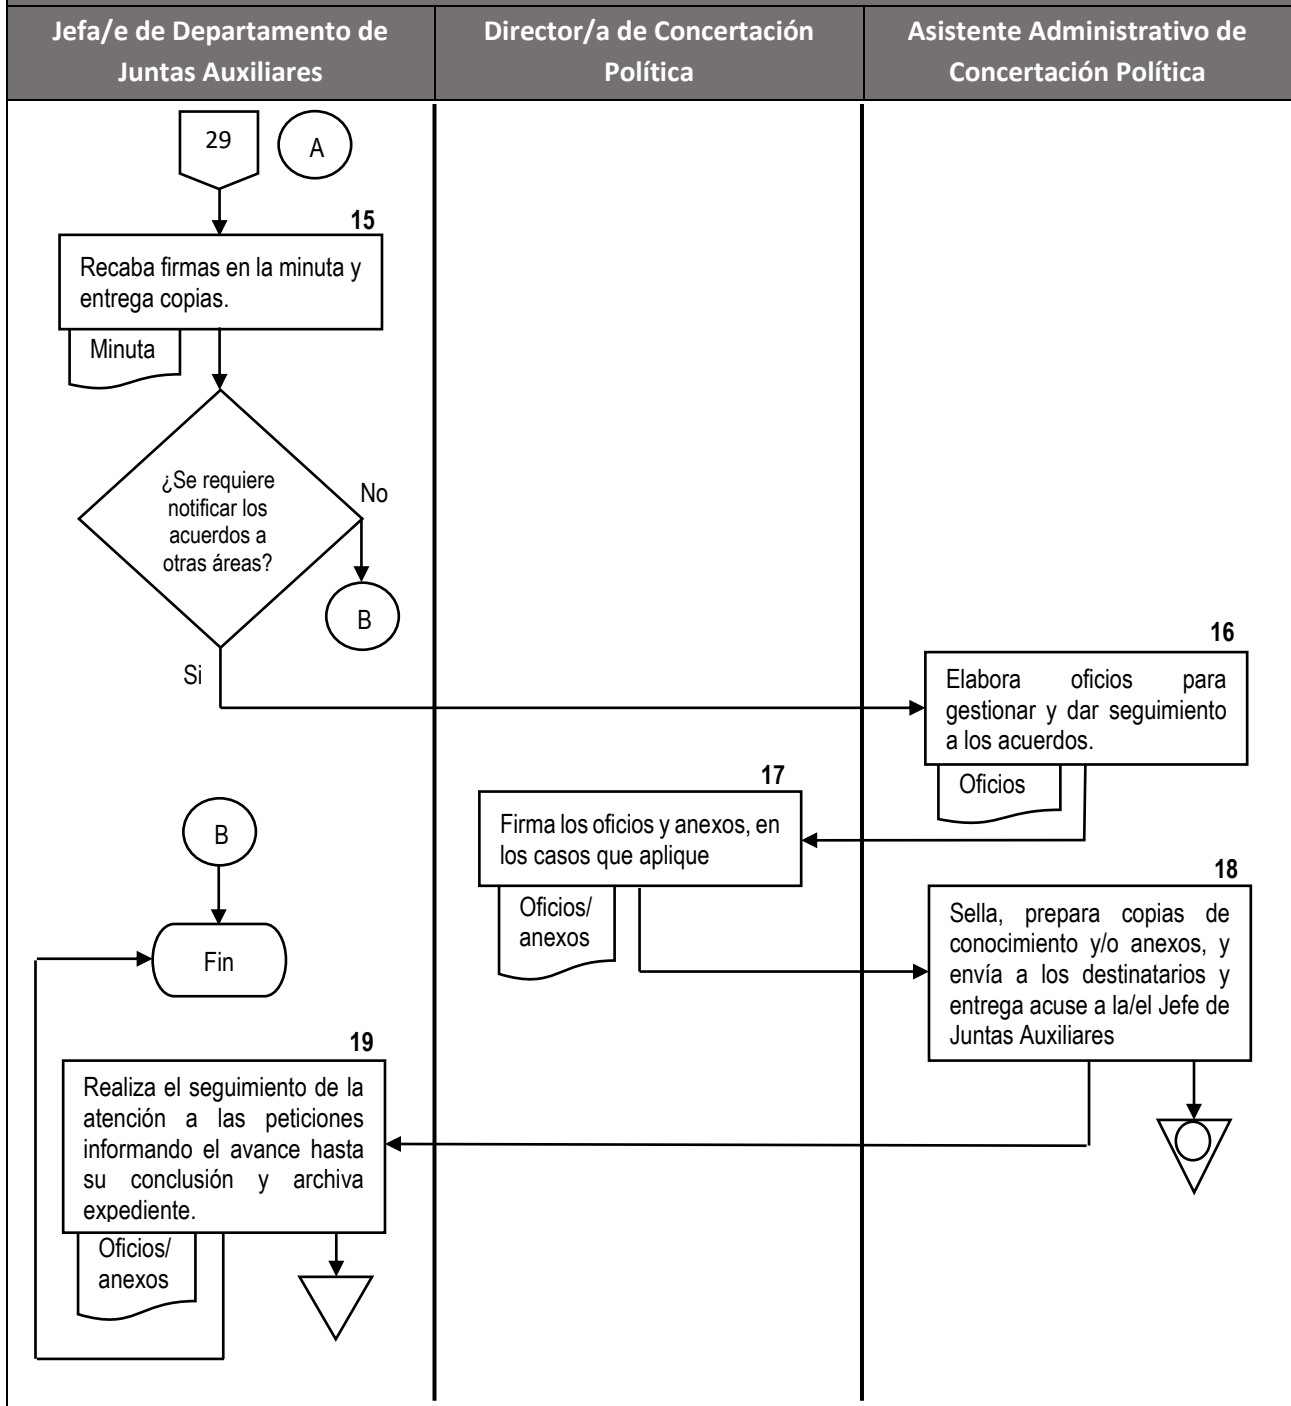 Jefa/e de Departamento de
Juntas Auxiliares
Director/a de Concertación
Política
Asistente Administrativo de
Concertación Política
29
A
15
Recaba firmas en la minuta y
entrega copias.
Minuta
¿Se requiere
notificar los
acuerdos a
otras áreas?
No
B
Si
16
Elabora oficios para
gestionar y dar seguimiento
a los acuerdos.
Oficios
17
Firma los oficios y anexos, en
los casos que aplique
Oficios/
anexos
18
Sella, prepara copias de
conocimiento y/o anexos, y
envía a los destinatarios y
entrega acuse a la/el Jefe de
Juntas Auxiliares
B
Fin
19
Realiza el seguimiento de la
atención a las peticiones
informando el avance hasta
su conclusión y archiva
expediente.
Oficios/
anexos